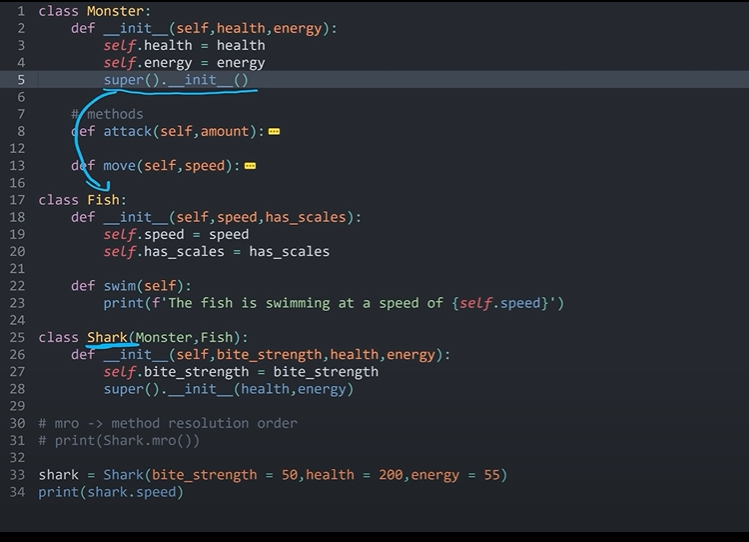 1 class Monster:
2     def __init__(self,health,energy):
3         self.health = health
4         self.energy = energy
5         super().__init__()
6
7     # methods
8     def attack(self,amount):
12
13     def move(self,speed):
16
17 class Fish:
18     def __init__(self,speed,has_scales):
19         self.speed = speed
20         self.has_scales = has_scales
21
22     def swim(self):
23         print(f'The fish is swimming at a speed of {self.speed}')
24
25 class Shark(Monster,Fish):
26     def __init__(self,bite_strength,health,energy):
27         self.bite_strength = bite_strength
28         super().__init__(health,energy)
29
30 # mro -> method resolution order
31 # print(Shark.mro())
32
33 shark = Shark(bite_strength = 50,health = 200,energy = 55)
34 print(shark.speed)